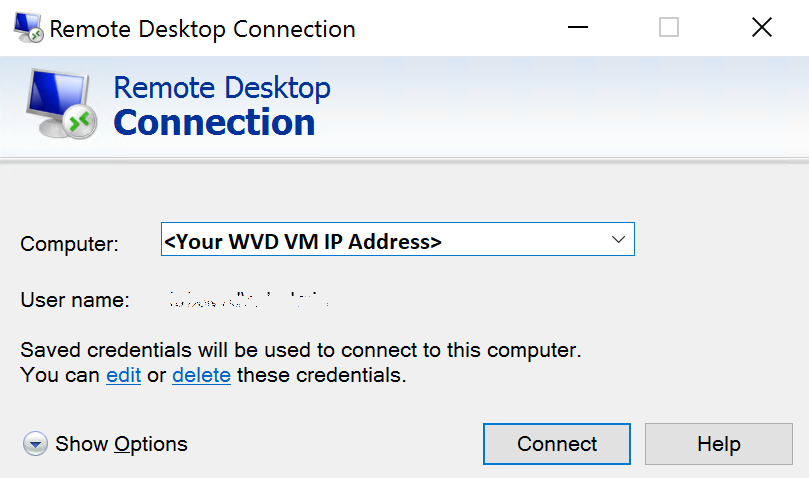 Remote Desktop Connection
Remote Desktop
Connection
Computer: <Your WVD VM IP Address>
User name:
Saved credentials will be used to connect to this computer.
You can edit or delete these credentials.
Show Options
Connect
Help